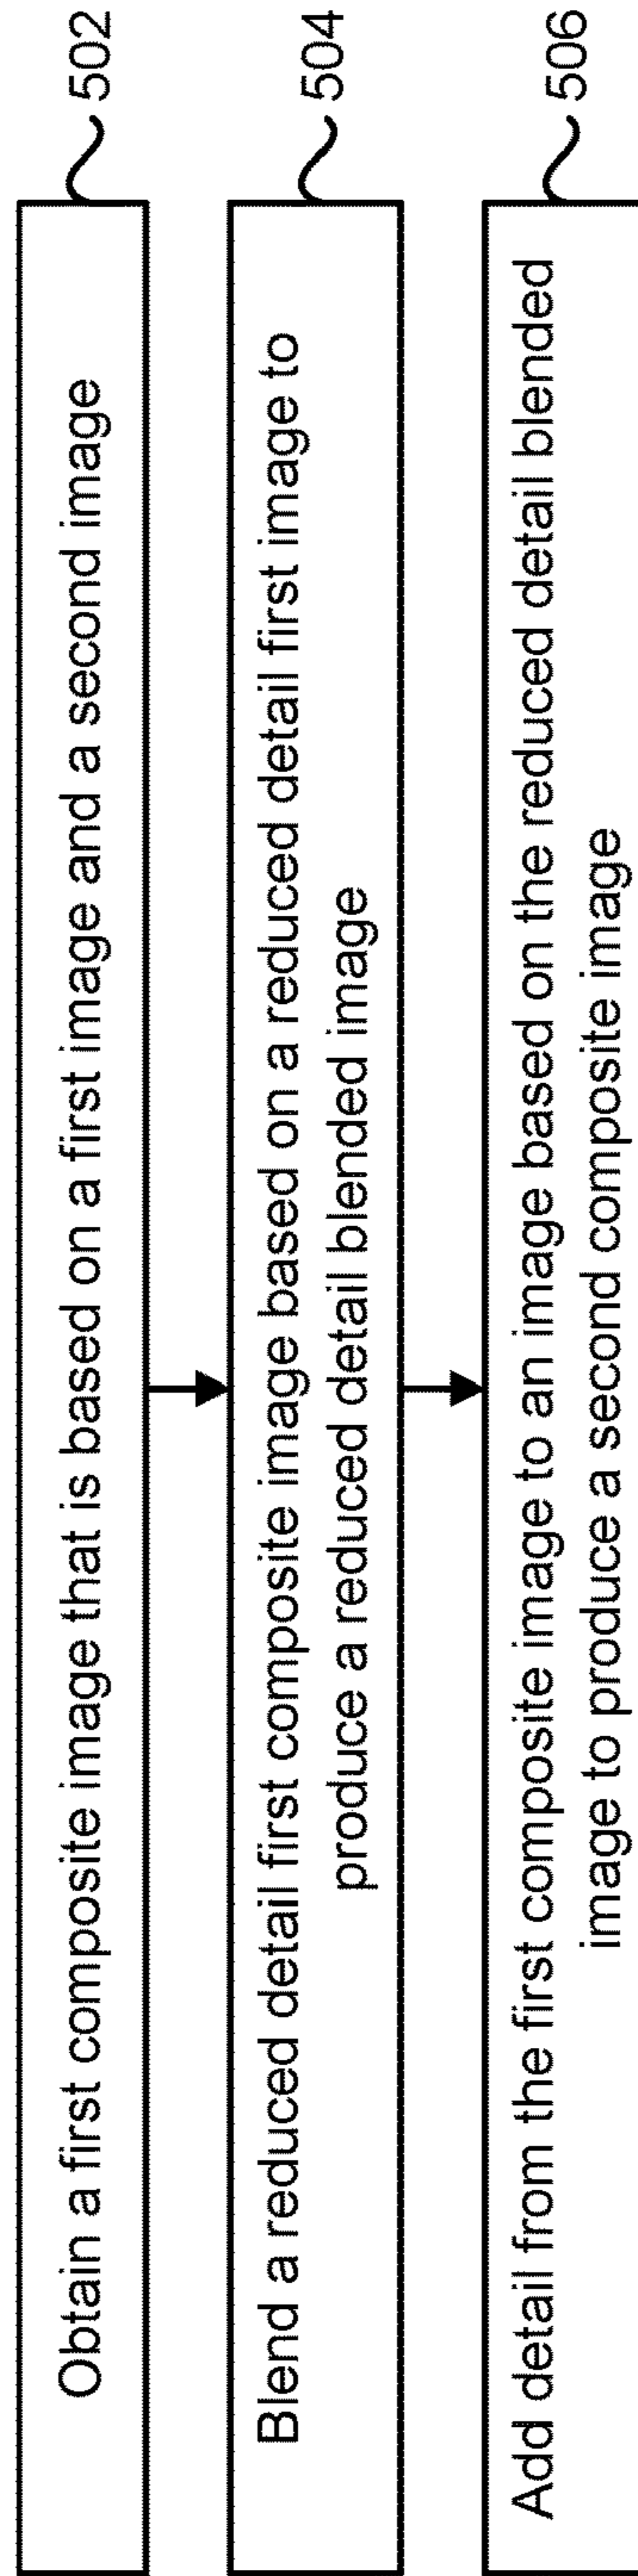 Obtain a first composite image that is based on a first image and a second image
502
Blend a reduced detail first composite image based on a reduced detail first image to
produce a reduced detail blended image
504
Add detail from the first composite image to an image based on the reduced detail blended
image to produce a second composite image
506